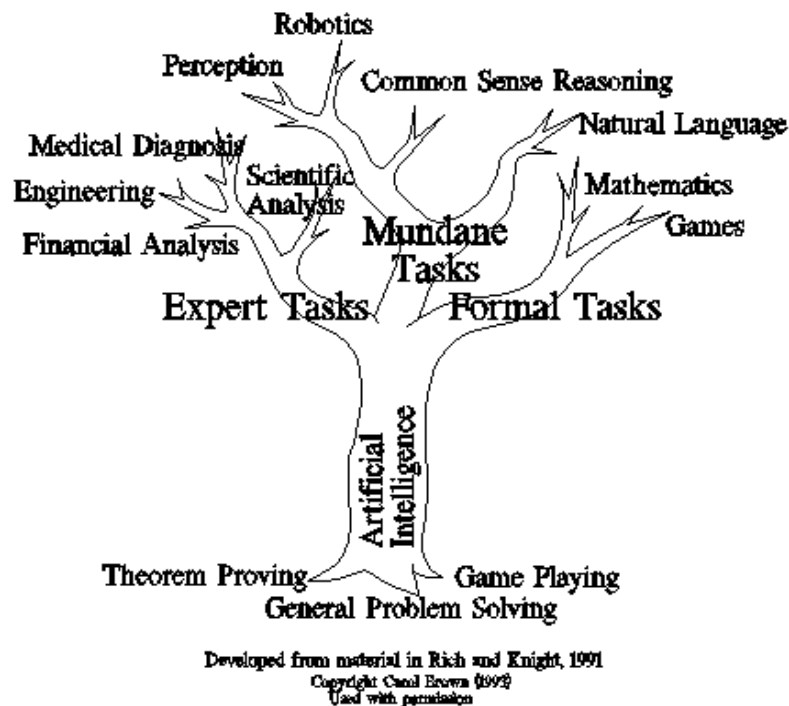 Robotics
Perception
Common Sense Reasoning
Natural Language
Medical Diagnosis
Scientific
Analysis
Engineering
Mathematics
Games
Financial Analysis
Mundane
Tasks
Expert Tasks
Formal Tasks
Artificial
Intelligence
Theorem Proving
Game Playing
General Problem Solving
Developed from material in Rich and Knight, 1991
Copyright Carol Brown (1992)
Used with permission